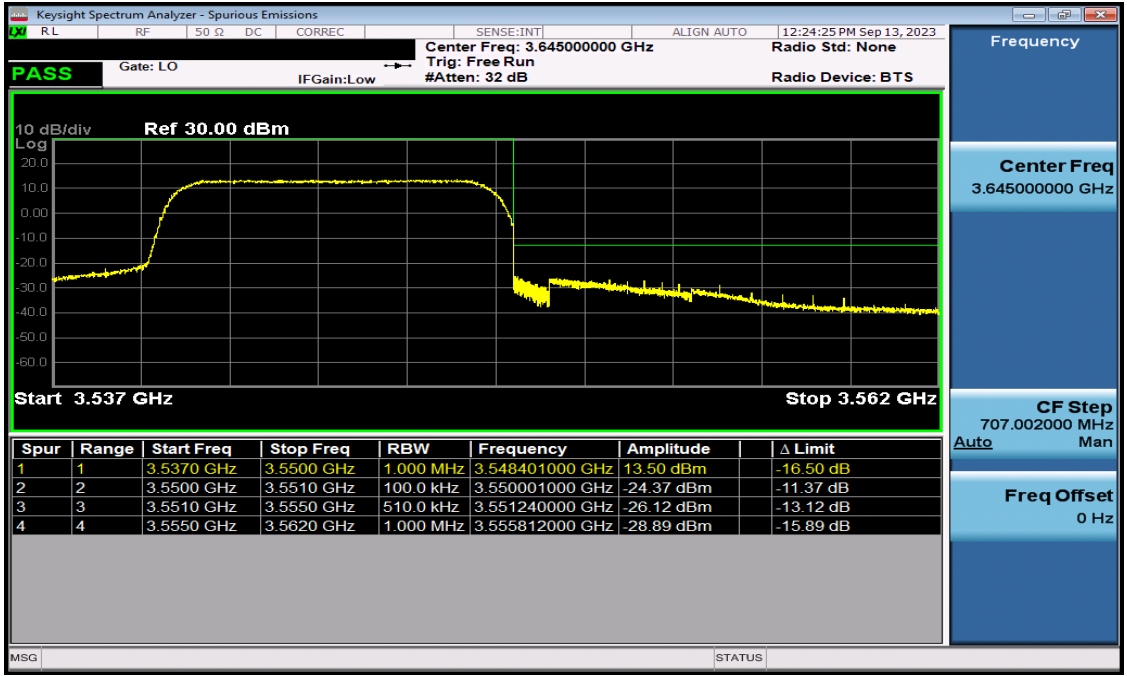 Keysight Spectrum Analyzer - Spurious Emissions
LXI RL RF 50 Ω DC CORREC SENSE:INT ALIGN AUTO 12:24:25 PM Sep 13, 2023
Center Freq: 3.645000000 GHz Radio Std: None
PASS Gate: LO Trig: Free Run
IFGain:Low #Atten: 32 dB Radio Device: BTS
10 dB/div Ref 30.00 dBm
Log
20.0
10.0
0.00
-10.0
-20.0
-30.0
-40.0
-50.0
-60.0
Start 3.537 GHz Stop 3.562 GHz
Spur Range Start Freq Stop Freq RBW Frequency Amplitude Δ Limit
1 1 3.5370 GHz 3.5500 GHz 1.000 MHz 3.548401000 GHz 13.50 dBm -16.50 dB
2 2 3.5500 GHz 3.5510 GHz 100.0 kHz 3.550001000 GHz -24.37 dBm -11.37 dB
3 3 3.5510 GHz 3.5550 GHz 510.0 kHz 3.551240000 GHz -26.12 dBm -13.12 dB
4 4 3.5550 GHz 3.5620 GHz 1.000 MHz 3.555812000 GHz -28.89 dBm -15.89 dB
MSG STATUS
Frequency
Center Freq
3.645000000 GHz
CF Step
707.002000 MHz
Auto Man
Freq Offset
0 Hz